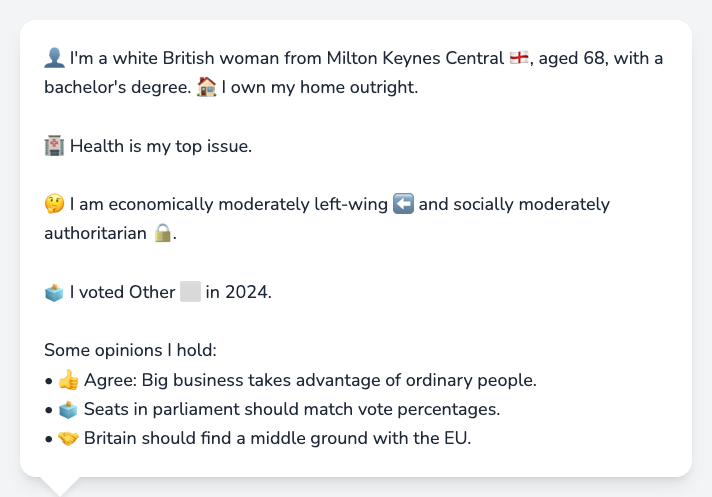 👤 I'm a white British woman from Milton Keynes Central 🏴󠁧󠁢󠁥󠁮󠁧󠁿, aged 68, with a
bachelor's degree. 🏠 I own my home outright.
🏥 Health is my top issue.
🤔 I am economically moderately left-wing ⬅️ and socially moderately
authoritarian 🔒.
🗳️ I voted Other ⬜ in 2024.
Some opinions I hold:
• 👍 Agree: Big business takes advantage of ordinary people.
• 🗳️ Seats in parliament should match vote percentages.
• 🤝 Britain should find a middle ground with the EU.